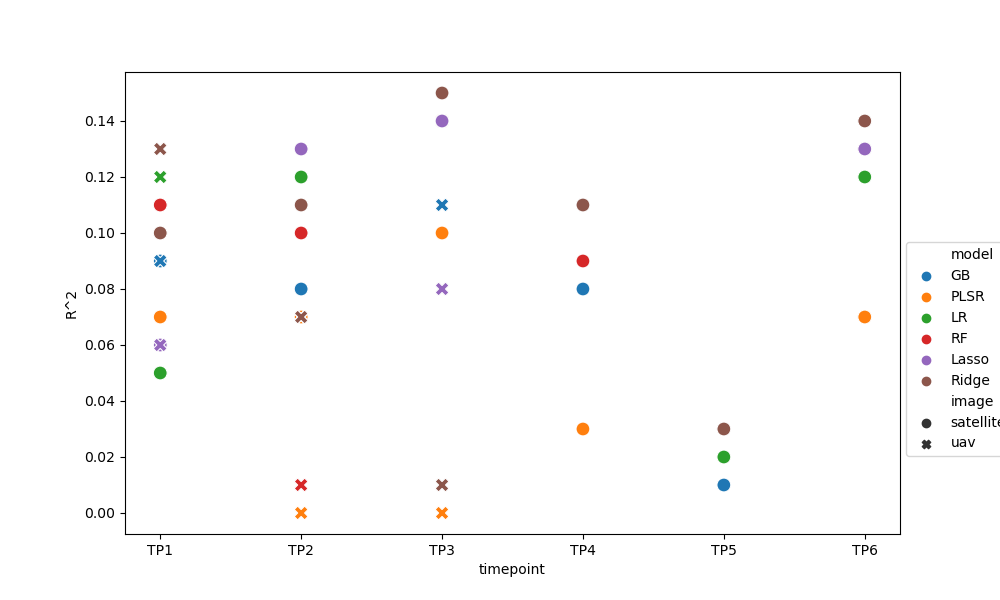 0.14
0.12
0.10
0.08
0.06
0.04
0.02
0.00
R^2
TP1 TP2 TP3 TP4 TP5 TP6
timepoint
model
GB
PLSR
LR
RF
Lasso
Ridge
image
satellite
uav